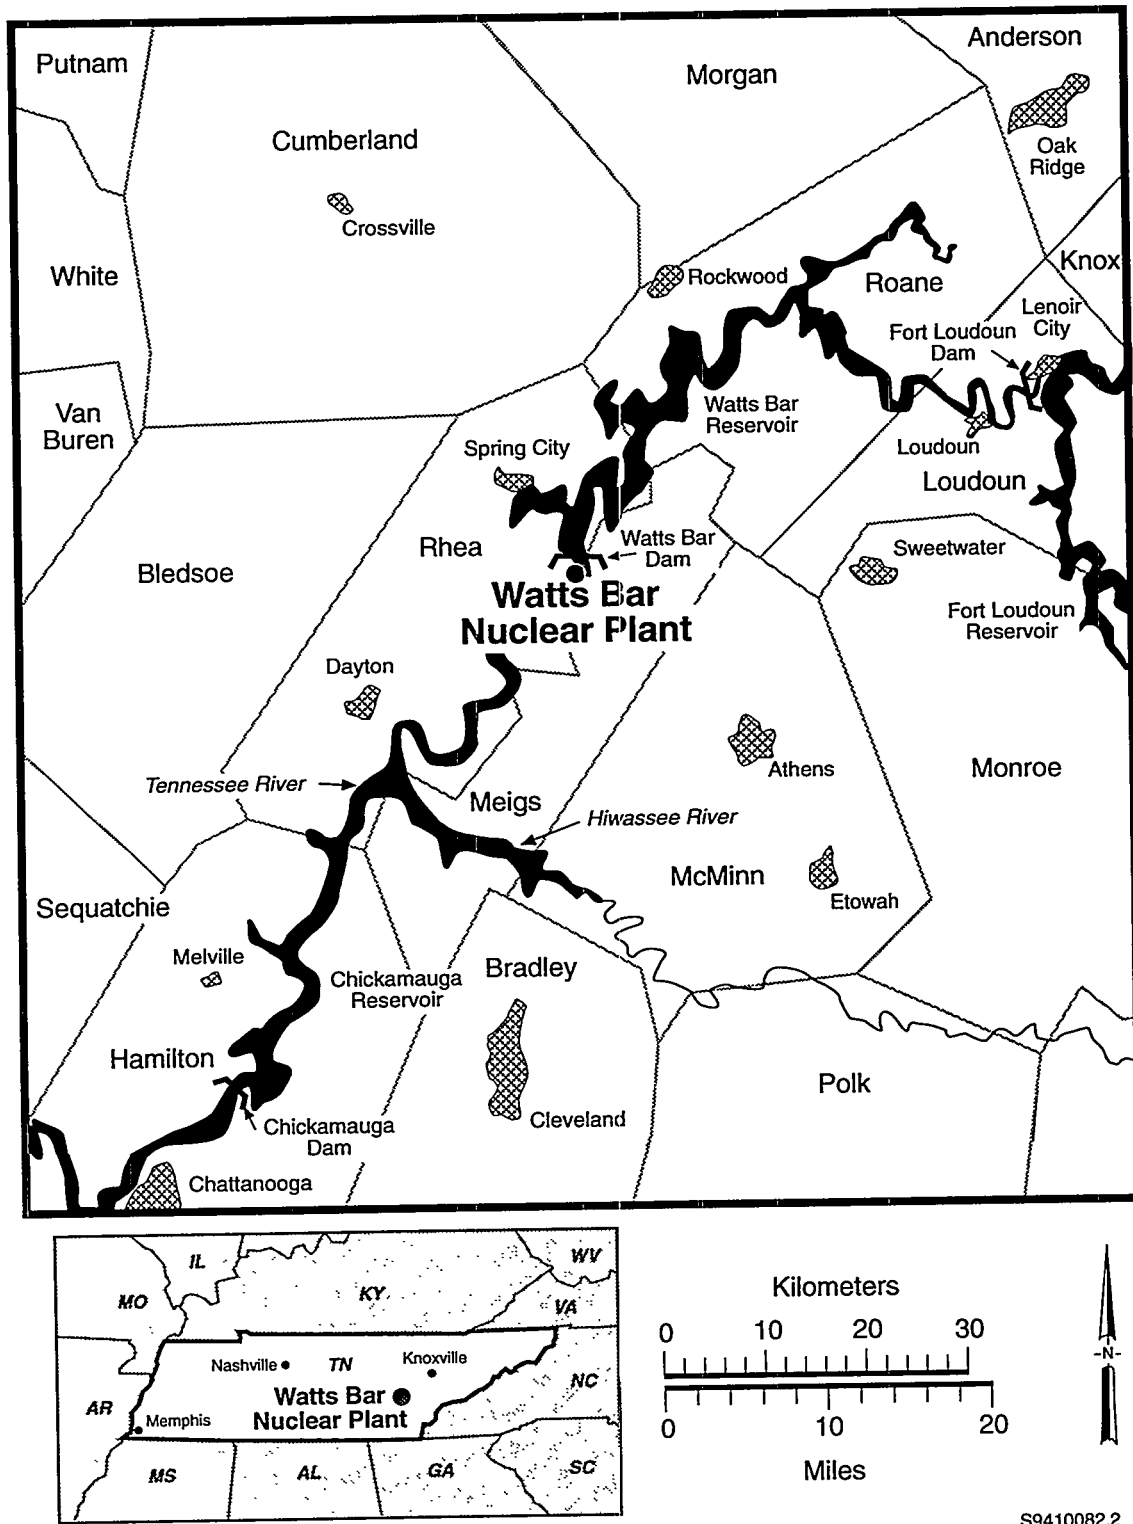 Putnam
Anderson
Morgan
Cumberland
Oak
Ridge
Crossville
White
Knox
Rockwood
Roane
Lenoir
City
Fort Loudoun
Dam
Van
Buren
Watts Bar
Reservoir
Loudoun
Spring City
Loudoun
Rhea
Watts Bar
Dam
Sweetwater
Bledsoe
Watts Bar
Nuclear Plant
Fort Loudoun
Reservoir
Dayton
Athens
Monroe
Tennessee River
Meigs
Hiwassee River
McMinn
Etowah
Sequatchie
Melville
Chickamauga
Reservoir
Bradley
Hamilton
Polk
Cleveland
Chickamauga
Dam
Chattanooga
IL
WV
KY
MO
VA
Nashville
TN
Knoxville
Watts Bar
Nuclear Plant
NC
AR
Memphis
MS
AL
GA
SC
Kilometers
0 10 20 30
0 10 20
Miles
N
S9410082.2